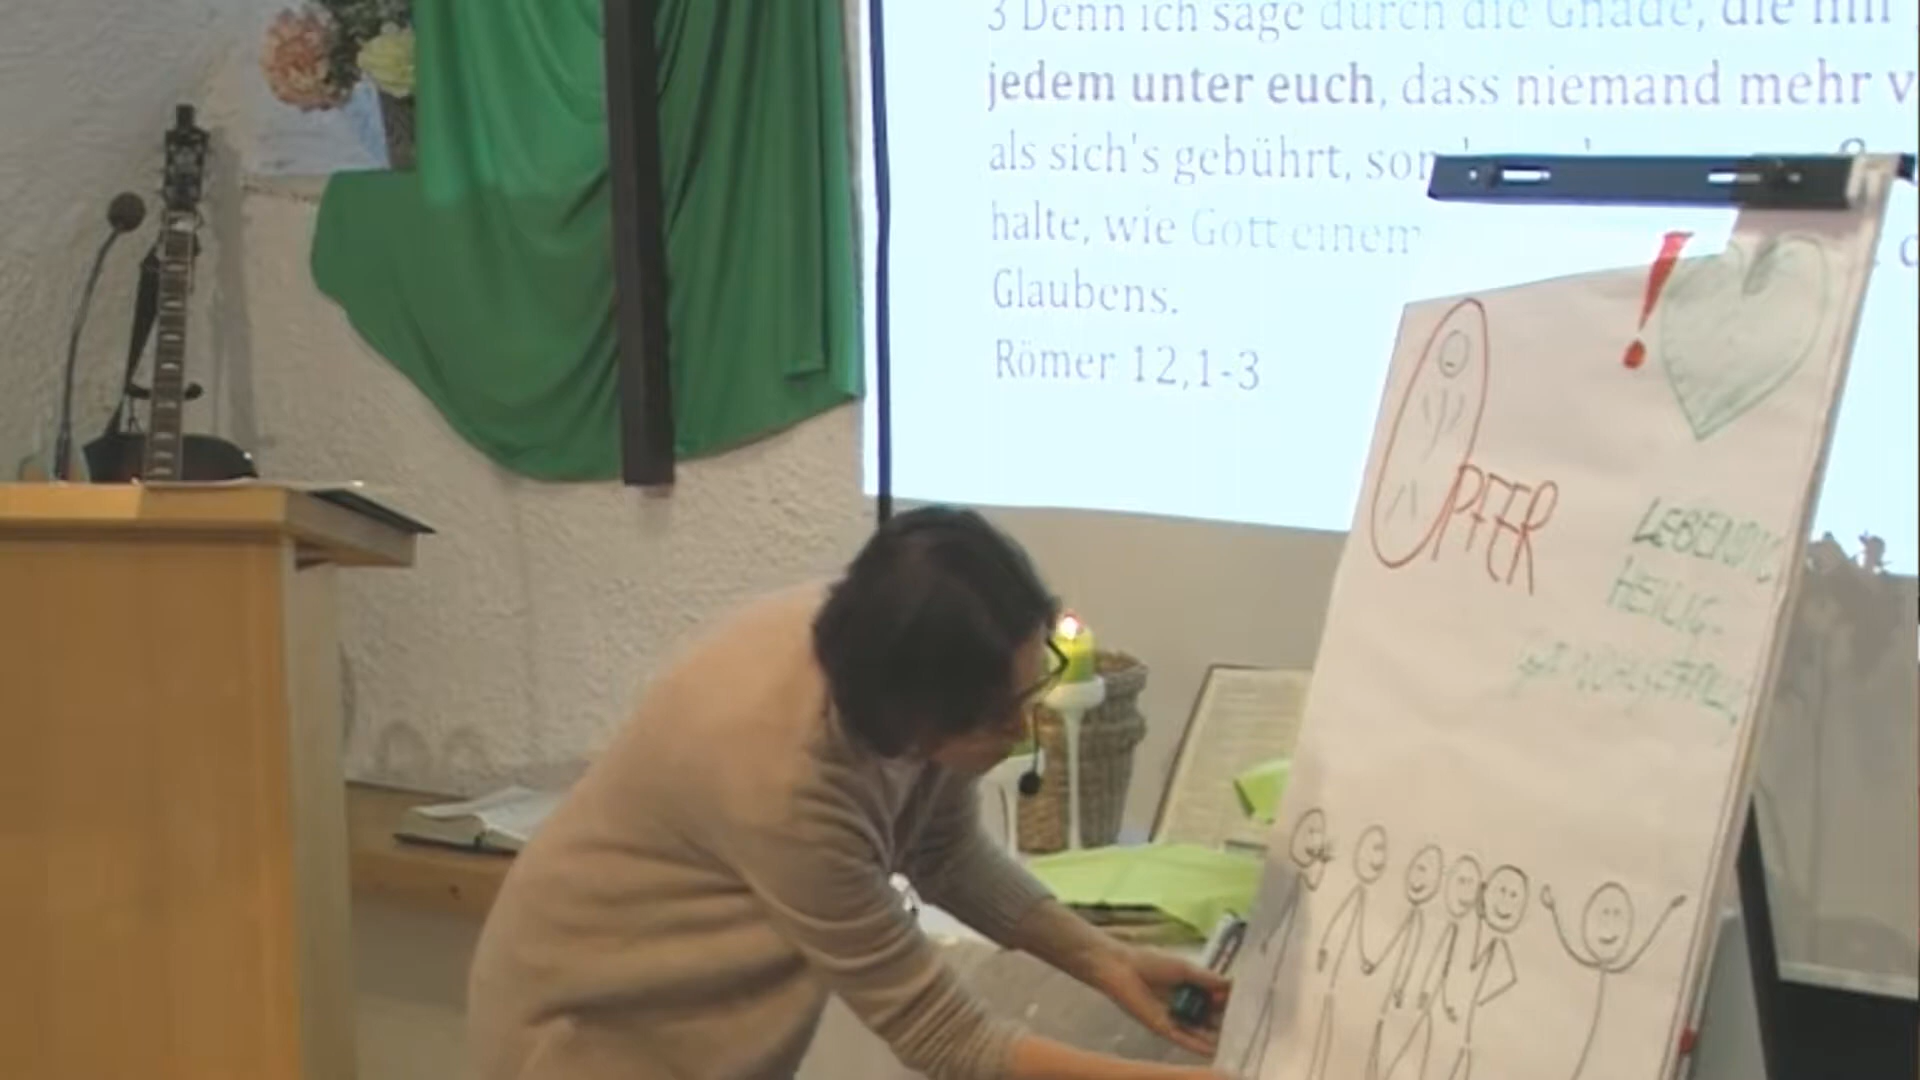 3 Denn ich sage durch die Gnade, die mir
jedem unter euch, dass niemand mehr
als sich's gebührt,
halte, wie Gott einem
Glaubens.
Römer 12,1-3
!
OPFER
LEBENDIG
HEILIG-